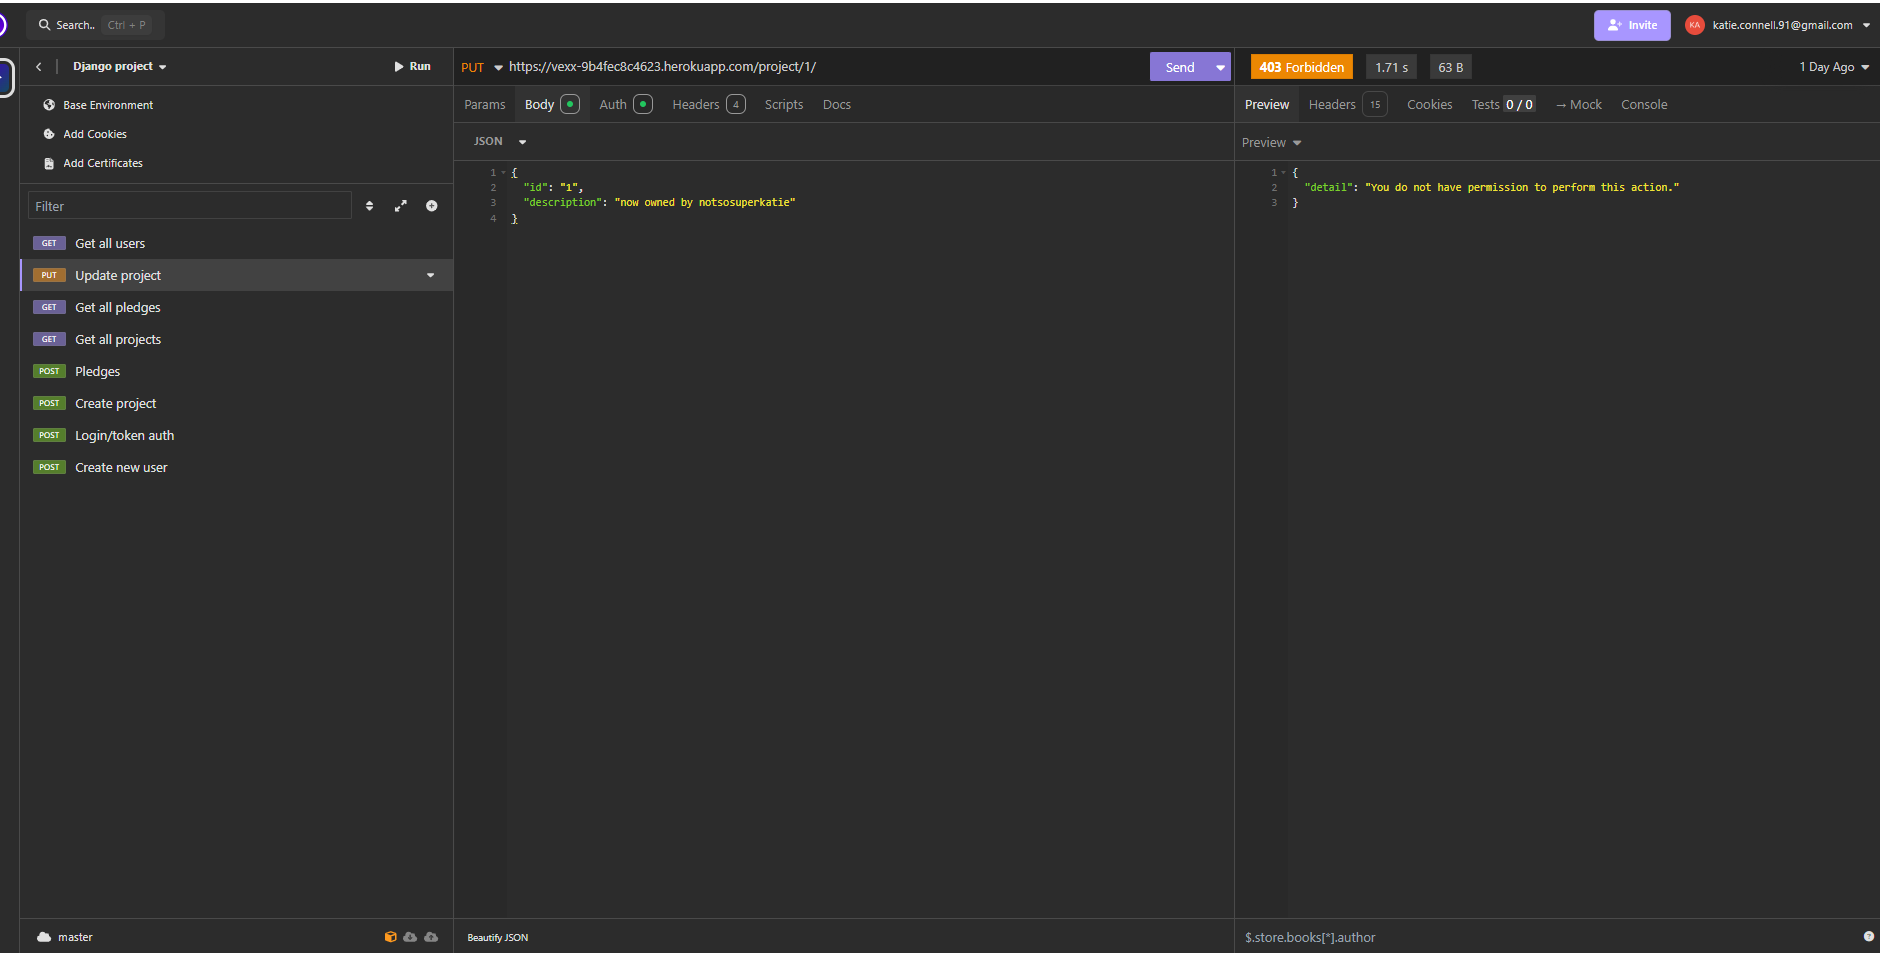 Search.. Ctrl + P
Invite
KA katie.connell.91@gmail.com
Django project
Run
Base Environment
Add Cookies
Add Certificates
Filter
GET Get all users
PUT Update project
GET Get all pledges
GET Get all projects
POST Pledges
POST Create project
POST Login/token auth
POST Create new user
master
PUT https://vexx-9b4fec8c4623.herokuapp.com/project/1/
Send
Params Body Auth Headers 4 Scripts Docs
JSON
1 {
2 "id": "1",
3 "description": "now owned by notsosuperkatie"
4 }
Beautify JSON
403 Forbidden 1.71 s 63 B 1 Day Ago
Preview Headers 15 Cookies Tests 0 / 0 → Mock Console
Preview
1 {
2 "detail": "You do not have permission to perform this action."
3 }
$.store.books[*].author